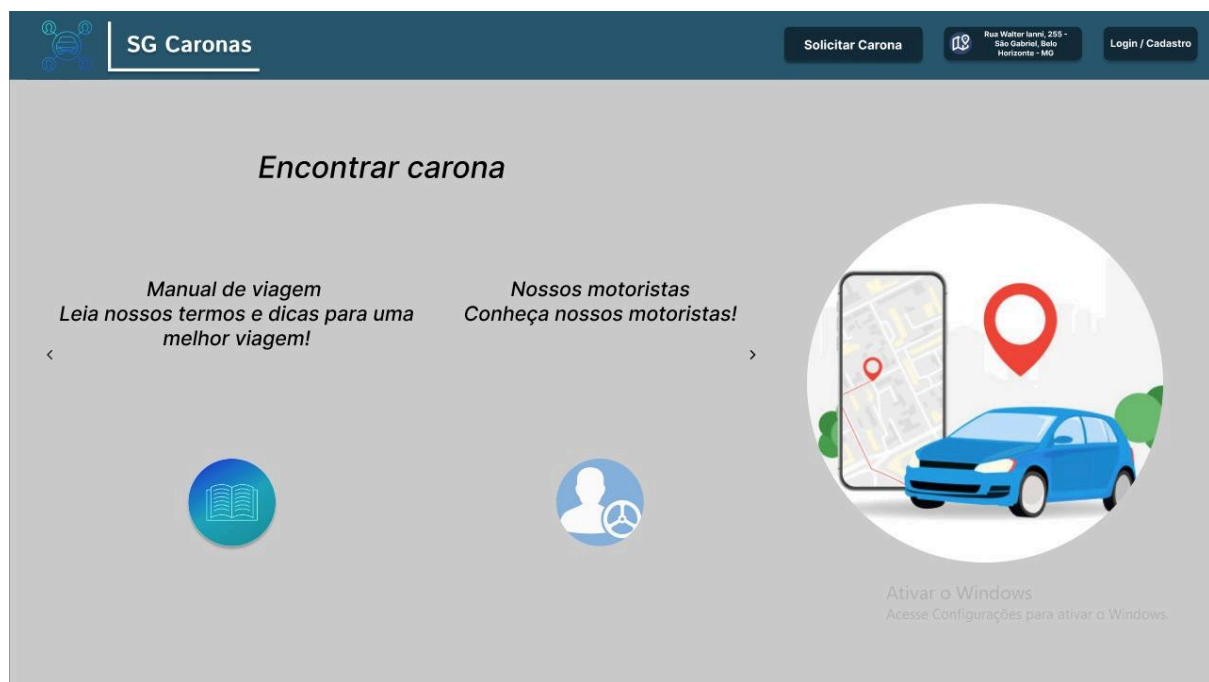 SG Caronas
Solicitar Carona
Rua Walter Ianni, 255 -
São Gabriel, Belo
Horizonte - MG
Login / Cadastro
Encontrar carona
Manual de viagem
Leia nossos termos e dicas para uma
melhor viagem!
Nossos motoristas
Conheça nossos motoristas!
Ativar o Windows
Acesse Configurações para ativar o Windows.